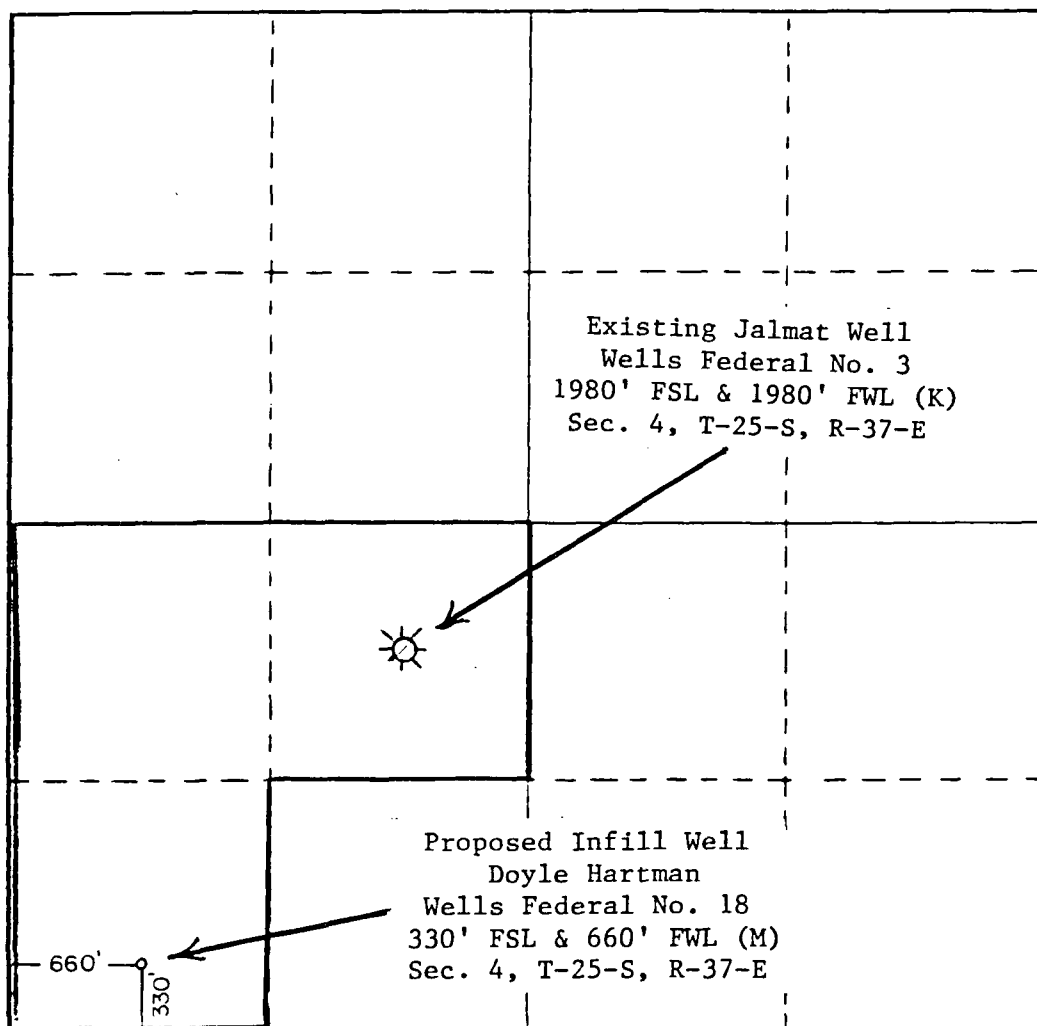 Existing Jalmat Well
Wells Federal No. 3
1980' FSL & 1980' FWL (K)
Sec. 4, T-25-S, R-37-E
Proposed Infill Well
Doyle Hartman
Wells Federal No. 18
330' FSL & 660' FWL (M)
Sec. 4, T-25-S, R-37-E
660'
330'